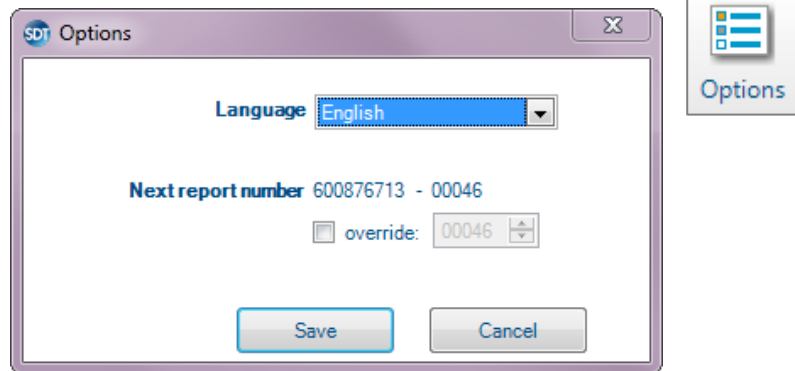 SDT Options
Options
Language English
Next report number 600876713 - 00046
override: 00046
Save Cancel